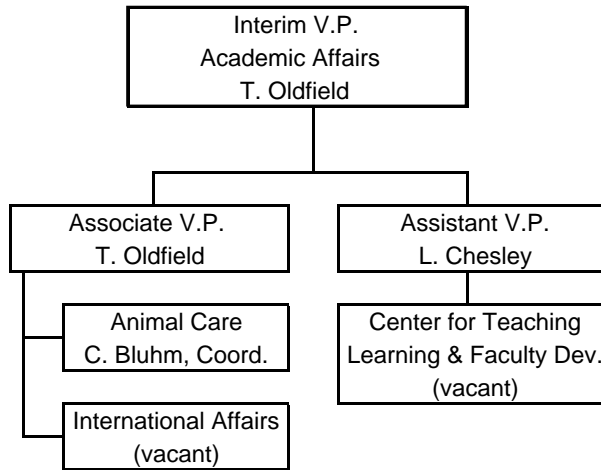 Interim V.P.
Academic Affairs
T. Oldfield
Associate V.P.
T. Oldfield
Assistant V.P.
L. Chesley
Animal Care
C. Bluhm, Coord.
Center for Teaching
Learning & Faculty Dev.
(vacant)
International Affairs
(vacant)